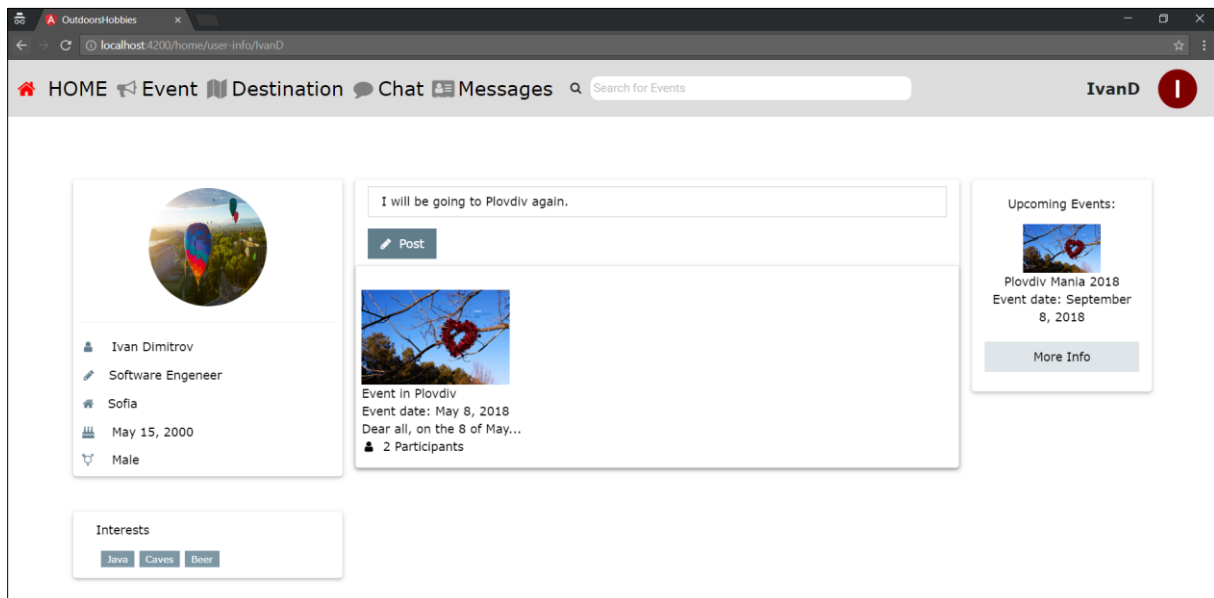 OutdoorsHobbies
localhost:4200/home/user-info/IvanD
HOME Event Destination Chat Messages Search for Events IvanD I
Ivan Dimitrov
Software Engeneer
Sofia
May 15, 2000
Male
Interests
Java Caves Beer
I will be going to Plovdiv again.
Post
Event in Plovdiv
Event date: May 8, 2018
Dear all, on the 8 of May...
2 Participants
Upcoming Events:
Plovdiv Mania 2018
Event date: September
8, 2018
More Info